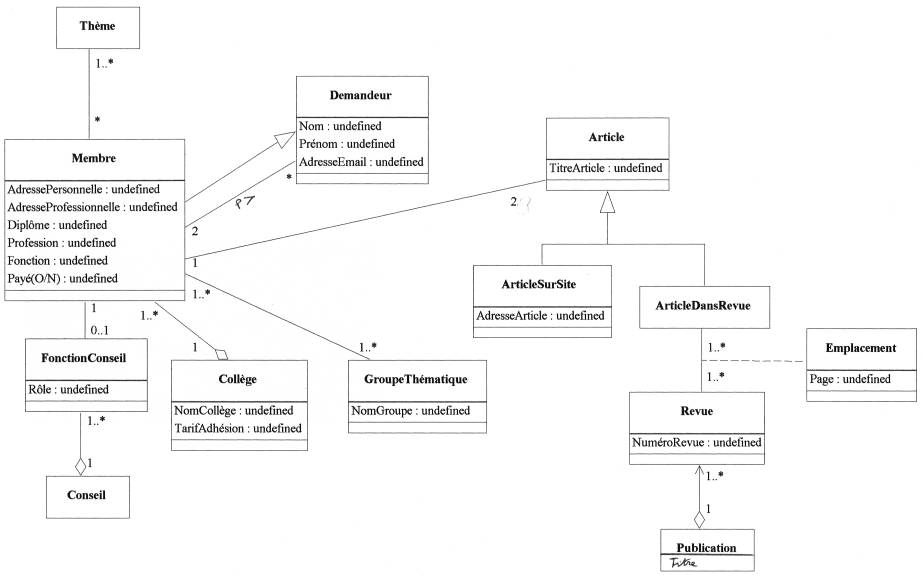 Thème
1..*
*
Membre
AdressePersonnelle : undefined
AdresseProfessionnelle : undefined
Diplôme : undefined
Profession : undefined
Fonction : undefined
Payé(O/N) : undefined
Demandeur
Nom : undefined
Prénom : undefined
AdresseEmail : undefined
*
2
Article
TitreArticle : undefined
2
1
1..*
1..*
1
0..1
FonctionConseil
Rôle : undefined
1..*
1
Conseil
1
Collège
NomCollège : undefined
TarifAdhésion : undefined
1..*
GroupeThématique
NomGroupe : undefined
ArticleSurSite
AdresseArticle : undefined
ArticleDansRevue
1..*
1..*
Emplacement
Page : undefined
Revue
NuméroRevue : undefined
1..*
1
Publication
Titre